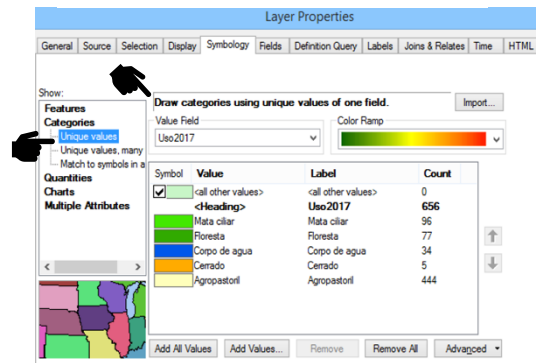 Layer Properties
General Source Selection Display Symbology Fields Definition Query Labels Joins & Relates Time HTML
Show:
Features
Categories
Unique values
Unique values, many
Match to symbols in a
Quantities
Charts
Multiple Attributes
Draw categories using unique values of one field.
Import...
Value Field
Uso2017
Color Ramp
Symbol Value Label Count
<all other values> <all other values> 0
<Heading> Uso2017 656
Mata ciliar Mata ciliar 96
Floresta Floresta 77
Corpo de agua Corpo de agua 34
Cerrado Cerrado 5
Agropastoril Agropastoril 444
Add All Values Add Values... Remove Remove All Advanced